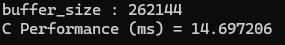 buffer_size : 262144
C Performance (ms) = 14.697206